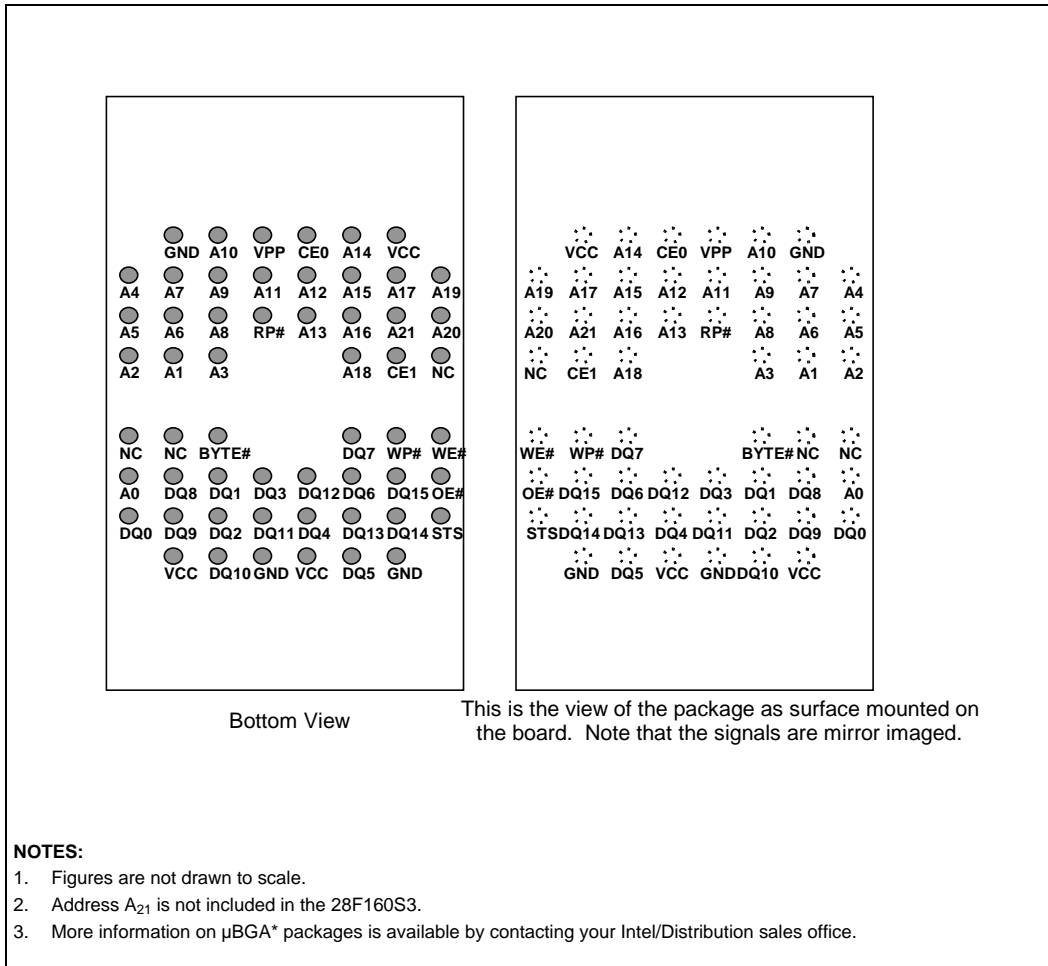 GND A10 VPP CE0 A14 VCC
A4 A7 A9 A11 A12 A15 A17 A19
A5 A6 A8 RP# A13 A16 A21 A20
A2 A1 A3 A18 CE1 NC
NC NC BYTE# DQ7 WP# WE#
A0 DQ8 DQ1 DQ3 DQ12 DQ6 DQ15 OE#
DQ0 DQ9 DQ2 DQ11 DQ4 DQ13 DQ14 STS
VCC DQ10 GND VCC DQ5 GND
Bottom View
VCC A14 CE0 VPP A10 GND
A19 A17 A15 A12 A11 A9 A7 A4
A20 A21 A16 A13 RP# A8 A6 A5
NC CE1 A18 A3 A1 A2
WE# WP# DQ7 BYTE# NC NC
OE# DQ15 DQ6 DQ12 DQ3 DQ1 DQ8 A0
STS DQ14 DQ13 DQ4 DQ11 DQ2 DQ9 DQ0
GND DQ5 VCC GND DQ10 VCC
This is the view of the package as surface mounted on
the board. Note that the signals are mirror imaged.
NOTES:
1. Figures are not drawn to scale.
2. Address A21 is not included in the 28F160S3.
3. More information on µBGA* packages is available by contacting your Intel/Distribution sales office.